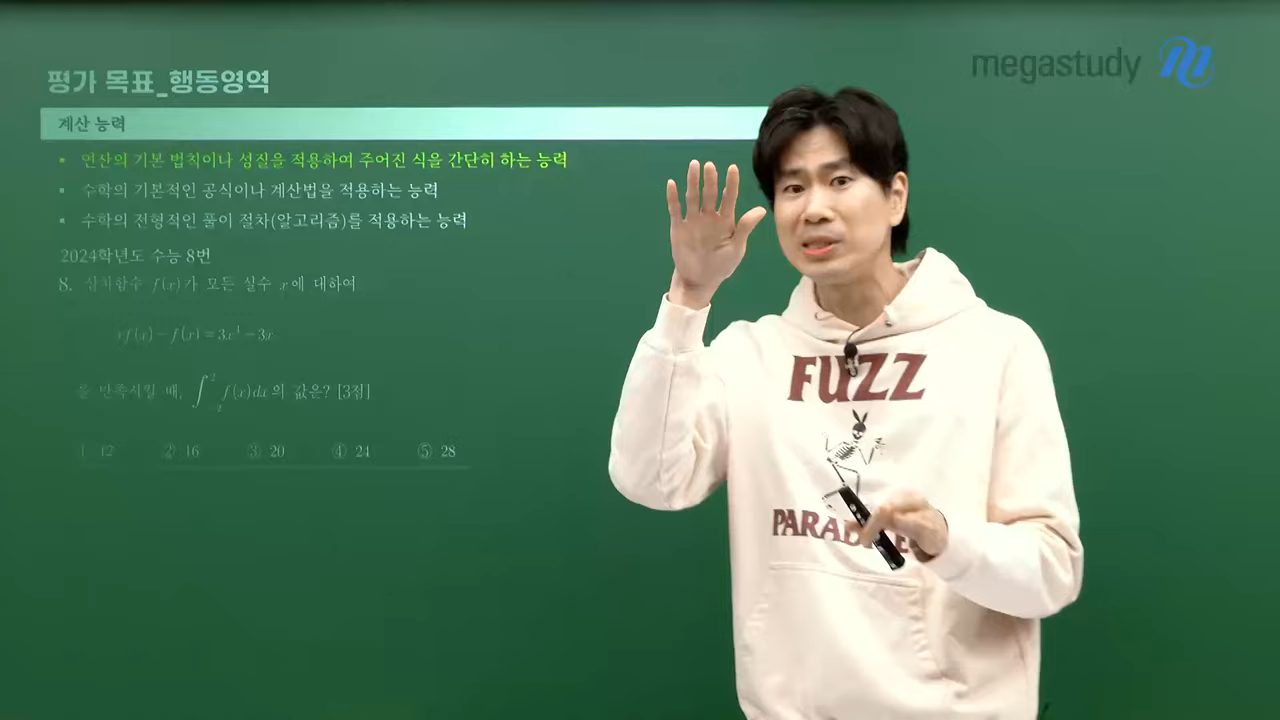 평가 목표_행동영역
megastudy
계산 능력
▪ 연산의 기본 법칙이나 성질을 적용하여 주어진 식을 간단히 하는 능력
▪ 수학의 기본적인 공식이나 계산법을 적용하는 능력
▪ 수학의 전형적인 풀이 절차(알고리즘)를 적용하는 능력
2024학년도 수능 8번
8. 삼차함수 f(x)가 모든 실수 x에 대하여
xf(x)-f(x)=3x⁴-3x
를 만족시킬 때, ∫₋₂² f(x)dx의 값은? [3점]
① 12 ② 16 ③ 20 ④ 24 ⑤ 28
FUZZ